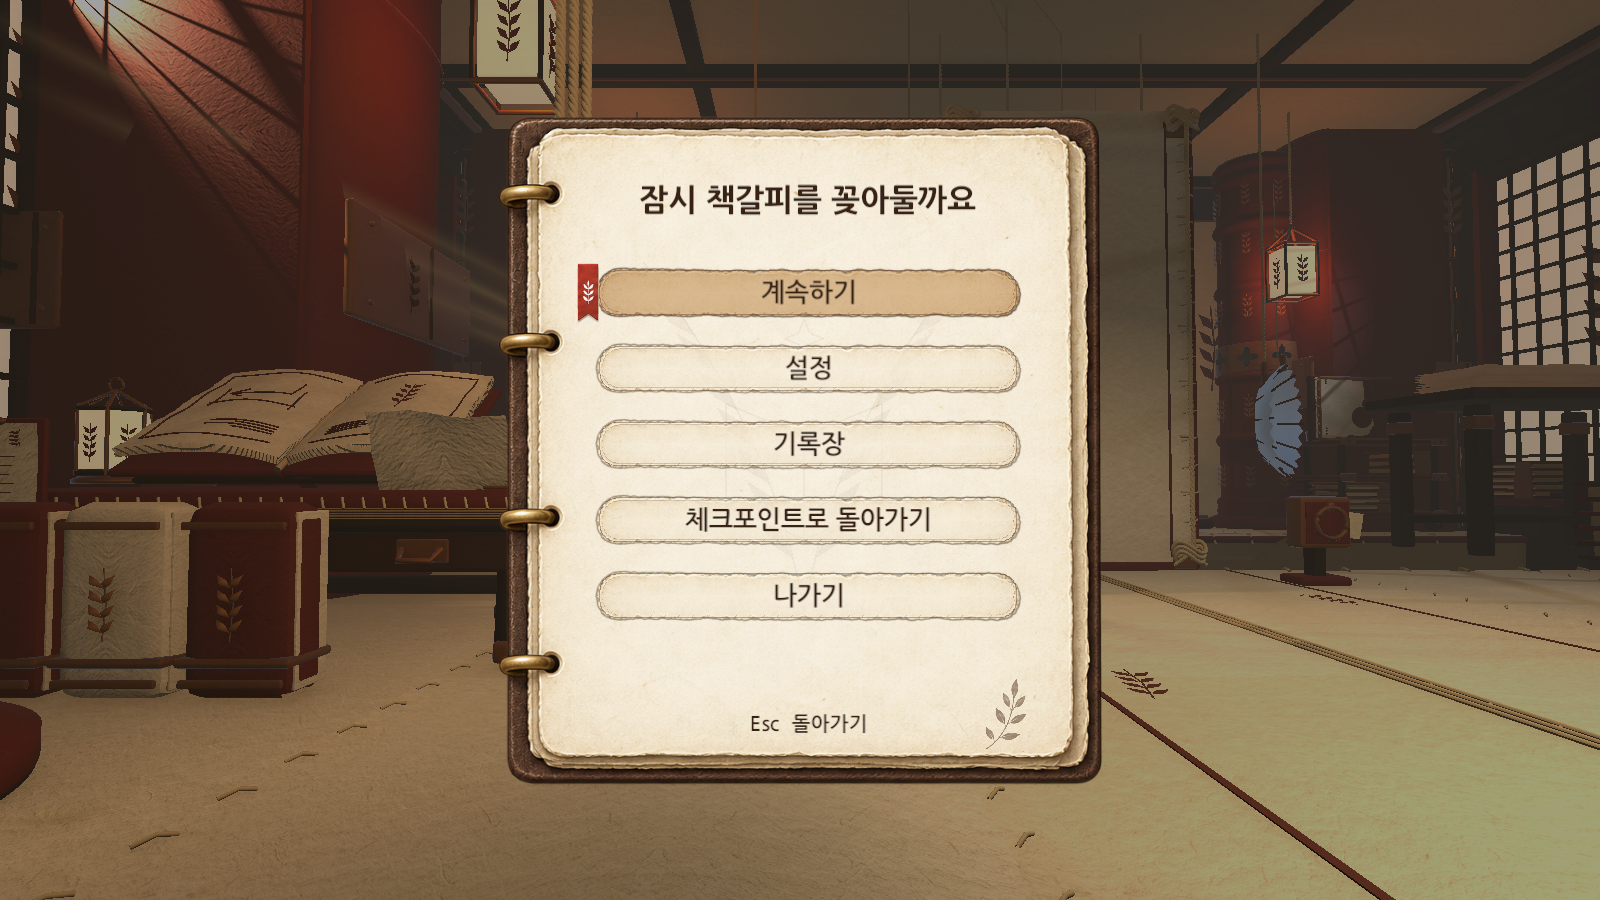 잠시 책갈피를 꽂아둘까요
계속하기
설정
기록장
체크포인트로 돌아가기
나가기
Esc 돌아가기